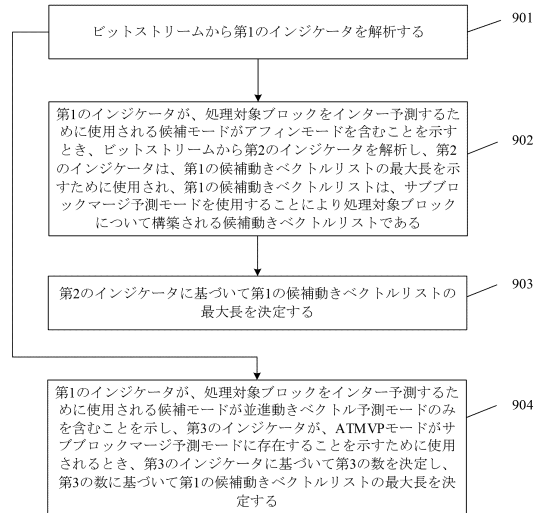 ビットストリームから第1のインジケータを解析する
901
第1のインジケータが、処理対象ブロックをインター予測するた
めに使用される候補モードがアフィンモードを含むことを示す
とき、ビットストリームから第2のインジケータを解析し、第2
のインジケータは、第1の候補動きベクトルリストの最大長を示
すために使用され、第1の候補動きベクトルリストは、サブブ
ロックマージ予測モードを使用することにより処理対象ブロック
について構築される候補動きベクトルリストである
902
第2のインジケータに基づいて第1の候補動きベクトルリストの
最大長を決定する
903
第1のインジケータが、処理対象ブロックをインター予測するた
めに使用される候補モードが並進動きベクトル予測モードのみ
を含むことを示し、第3のインジケータが、ATMVPモードがサ
ブブロックマージ予測モードに存在することを示すために使用
されるとき、第3のインジケータに基づいて第3の数を決定し、
第3の数に基づいて第1の候補動きベクトルリストの最大長を決
定する
904